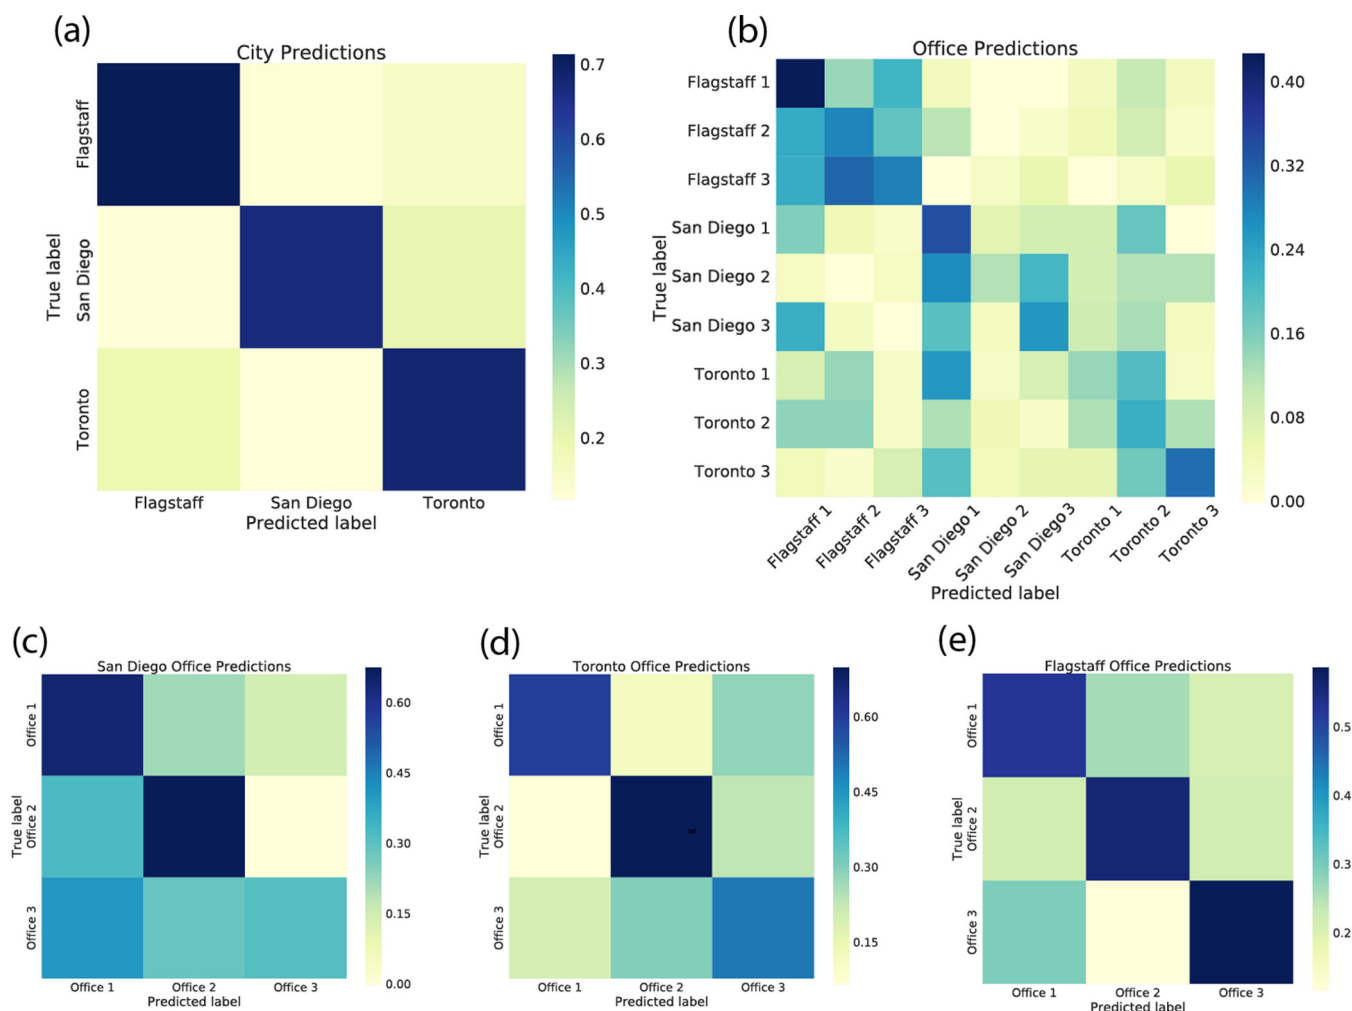 (a)
City Predictions
Flagstaff
San Diego
Toronto
True label
Flagstaff
San Diego
Toronto
Predicted label
0.7
0.6
0.5
0.4
0.3
0.2
(b)
Office Predictions
Flagstaff 1
Flagstaff 2
Flagstaff 3
San Diego 1
San Diego 2
San Diego 3
Toronto 1
Toronto 2
Toronto 3
True label
Flagstaff 1
Flagstaff 2
Flagstaff 3
San Diego 1
San Diego 2
San Diego 3
Toronto 1
Toronto 2
Toronto 3
Predicted label
0.40
0.32
0.24
0.16
0.08
0.00
(c)
San Diego Office Predictions
Office 1
Office 2
Office 3
True label
Office 1
Office 2
Office 3
Predicted label
0.60
0.45
0.30
0.15
0.00
(d)
Toronto Office Predictions
Office 1
Office 2
Office 3
True label
Office 1
Office 2
Office 3
Predicted label
0.60
0.45
0.30
0.15
(e)
Flagstaff Office Predictions
Office 1
Office 2
Office 3
True label
Office 1
Office 2
Office 3
Predicted label
0.5
0.4
0.3
0.2